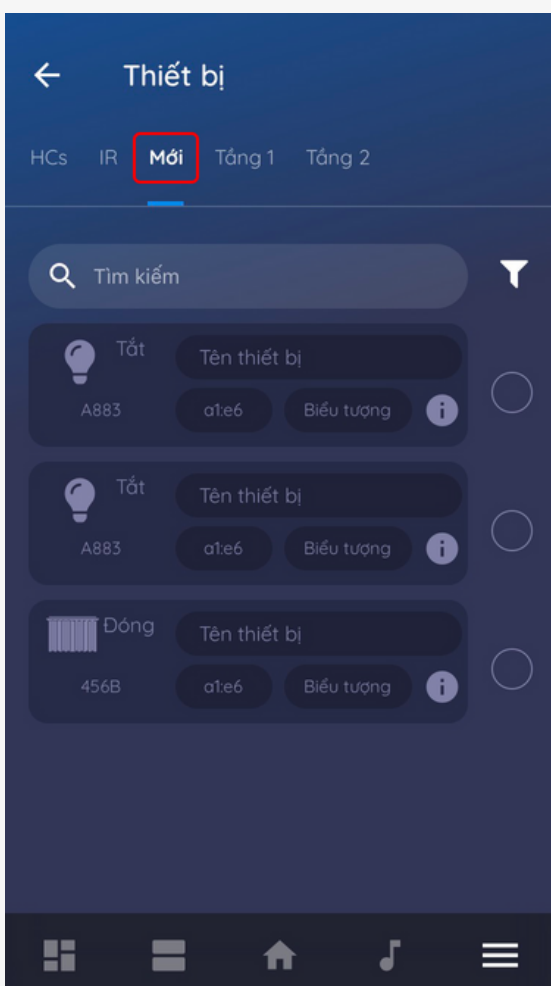 Thiết bị
HCs IR Mới Tầng 1 Tầng 2
Tìm kiếm
Tắt Tên thiết bị
A883 a1:e6 Biểu tượng i
Tắt Tên thiết bị
A883 a1:e6 Biểu tượng i
Đóng Tên thiết bị
456B a1:e6 Biểu tượng i